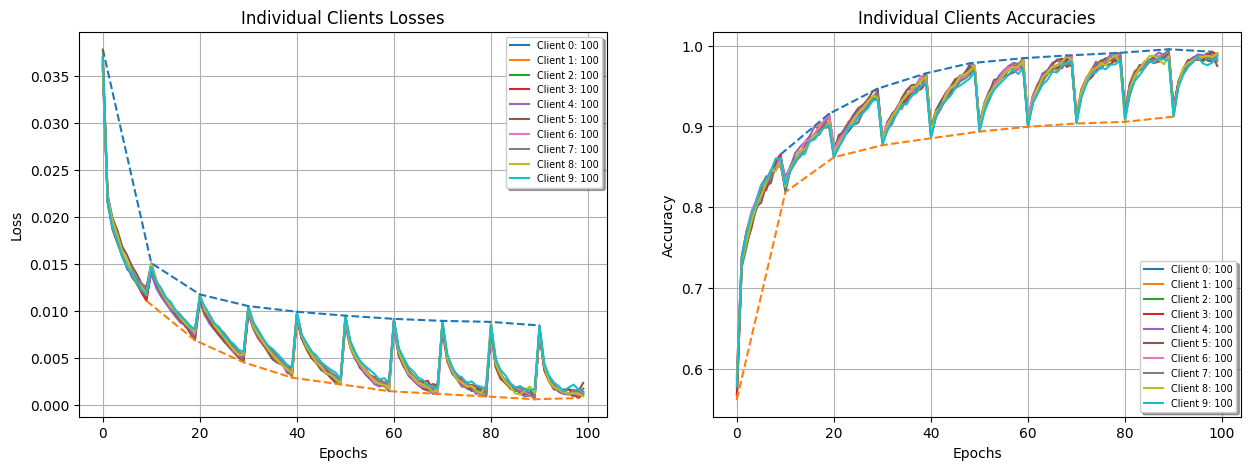 Individual Clients Losses
Loss
0.035
0.030
0.025
0.020
0.015
0.010
0.005
0.000
0
20
40
60
80
100
Epochs
Client 0: 100
Client 1: 100
Client 2: 100
Client 3: 100
Client 4: 100
Client 5: 100
Client 6: 100
Client 7: 100
Client 8: 100
Client 9: 100
Individual Clients Accuracies
Accuracy
1.0
0.9
0.8
0.7
0.6
0
20
40
60
80
100
Epochs
Client 0: 100
Client 1: 100
Client 2: 100
Client 3: 100
Client 4: 100
Client 5: 100
Client 6: 100
Client 7: 100
Client 8: 100
Client 9: 100